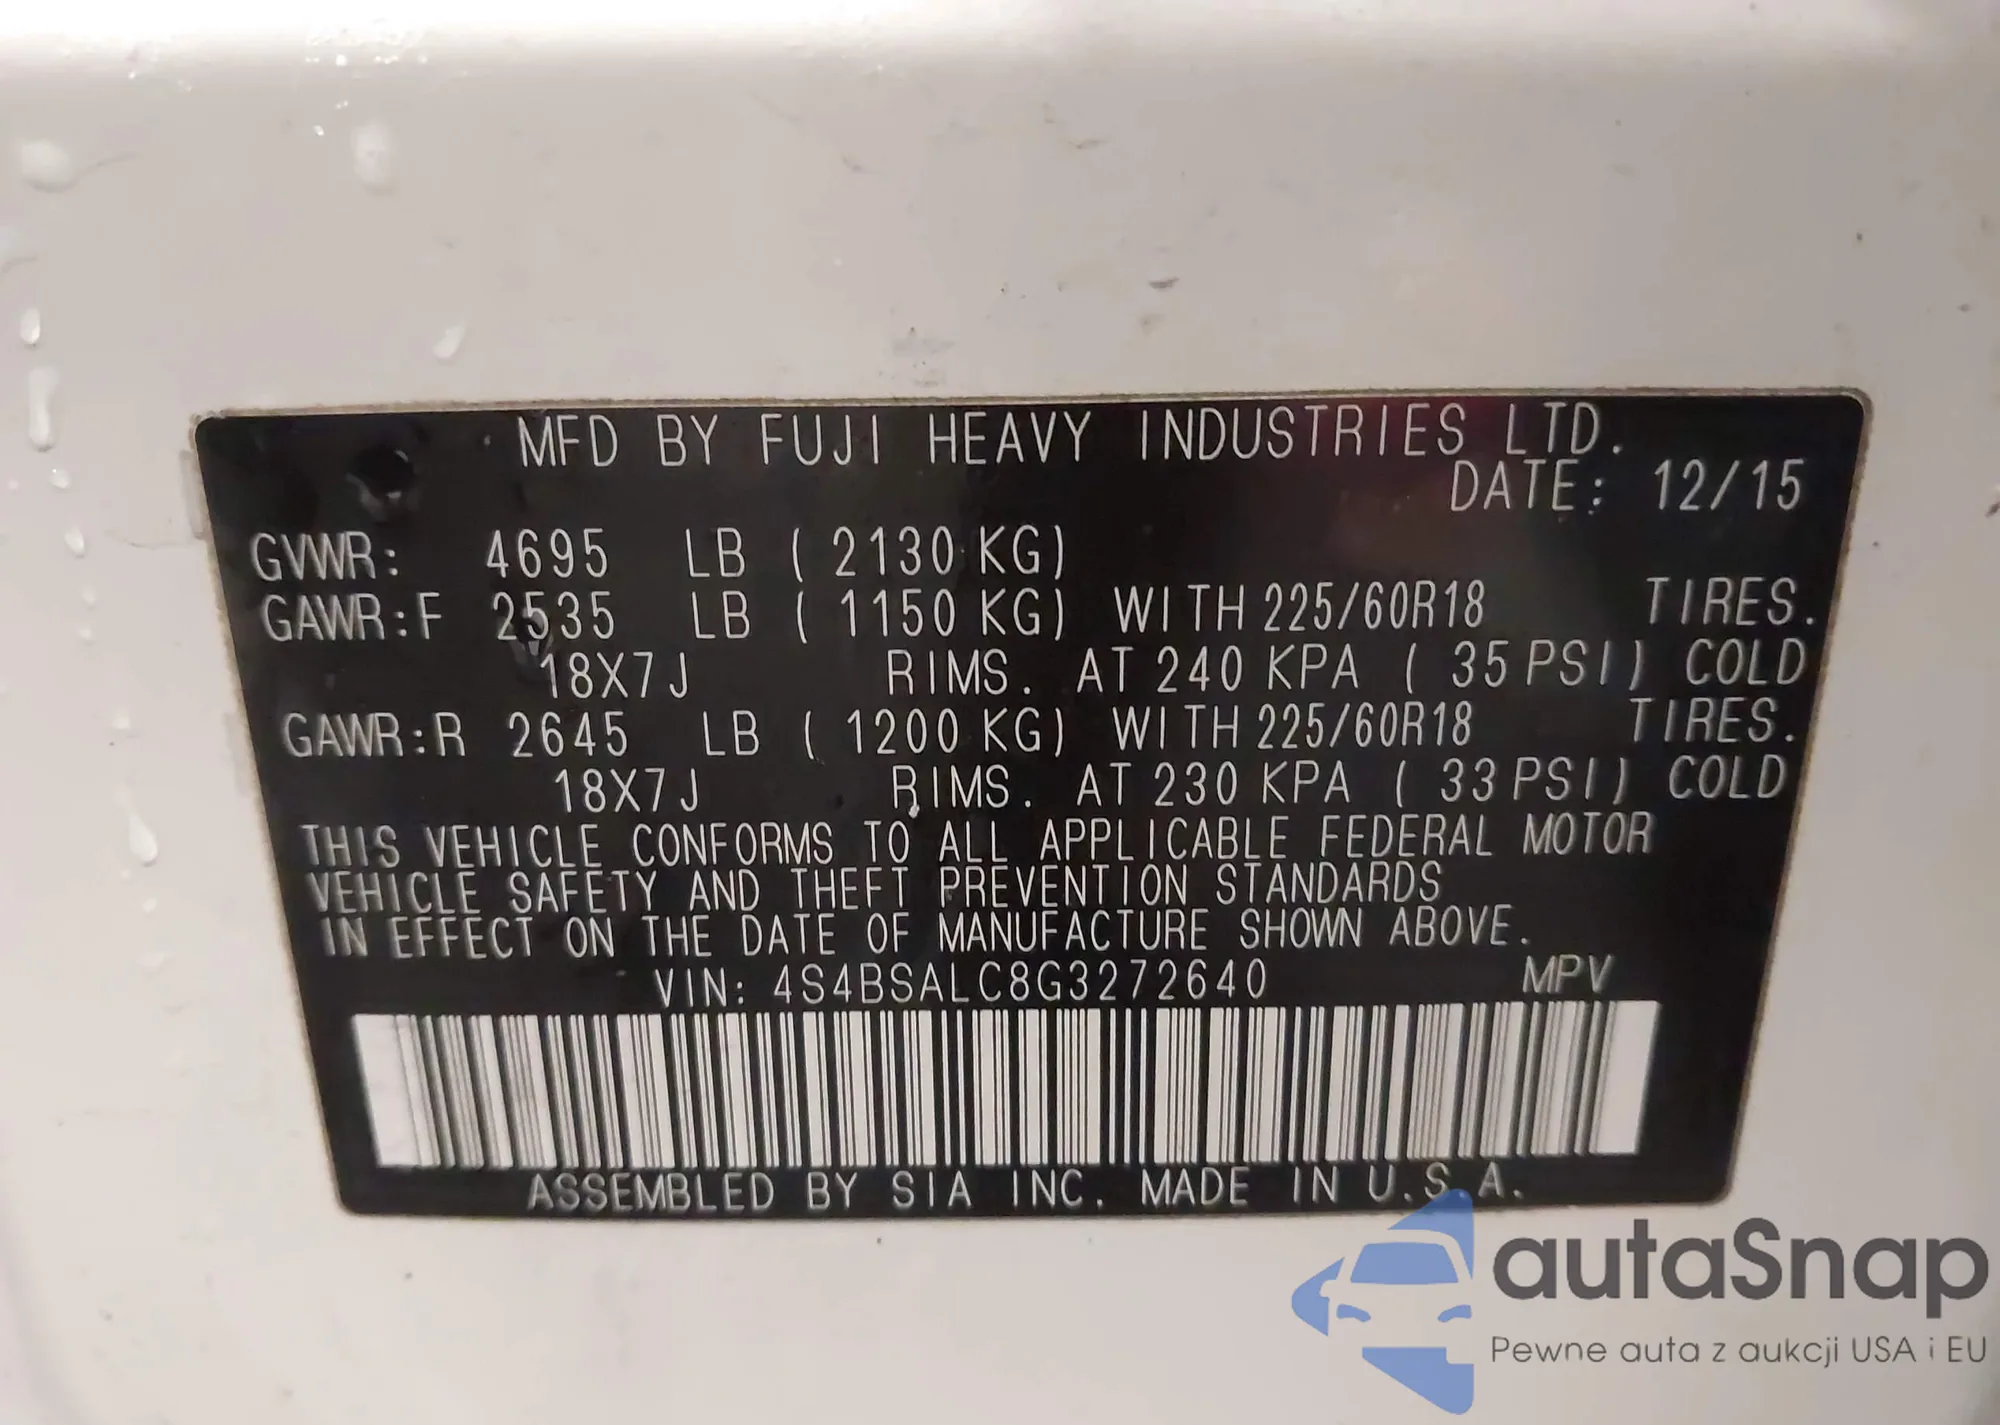 MFD BY FUJI HEAVY INDUSTRIES LTD.
DATE: 12/15
GVWR: 4695 LB ( 2130 KG)
GAWR:F 2535 LB ( 1150 KG) WITH 225/60R18 TIRES.
18X7J RIMS. AT 240 KPA ( 35 PSI) COLD
GAWR:R 2645 LB ( 1200 KG) WITH 225/60R18 TIRES.
18X7J RIMS. AT 230 KPA ( 33 PSI) COLD
THIS VEHICLE CONFORMS TO ALL APPLICABLE FEDERAL MOTOR
VEHICLE SAFETY AND THEFT PREVENTION STANDARDS
IN EFFECT ON THE DATE OF MANUFACTURE SHOWN ABOVE.
VIN: 4S4BSALC8G3272640 MPV
ASSEMBLED BY SIA INC. MADE IN U.S.A.
autaSnap
Pewne auta z aukcji USA i EU